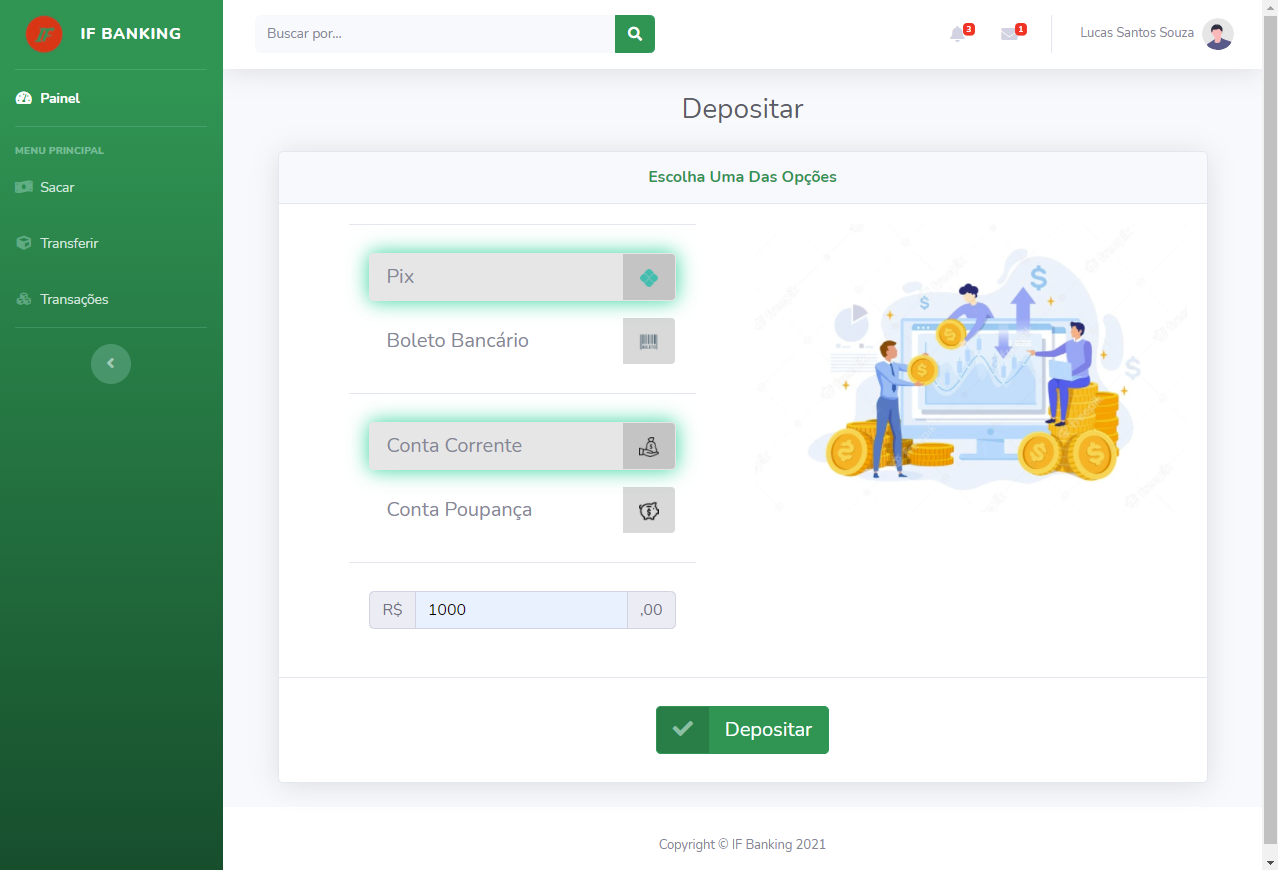 IF BANKING
Buscar por...
3
1
Lucas Santos Souza
Painel
MENU PRINCIPAL
Sacar
Transferir
Transações
Depositar
Escolha Uma Das Opções
Pix
Boleto Bancário
Conta Corrente
Conta Poupança
R$ 1000 ,00
Depositar
Copyright © IF Banking 2021